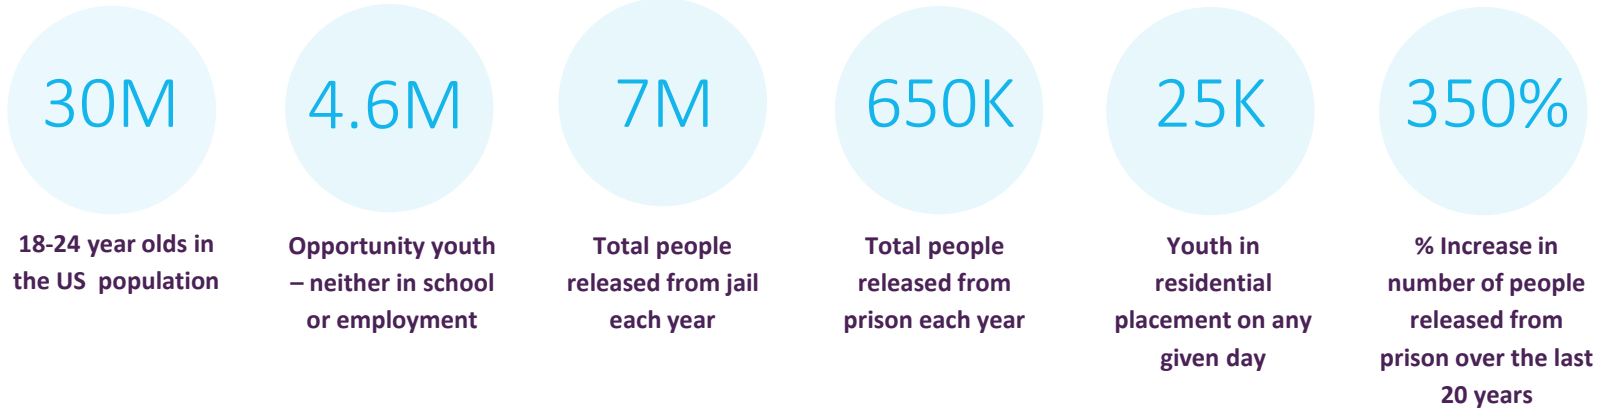 30M
18-24 year olds in
the US population
4.6M
Opportunity youth
– neither in school
or employment
7M
Total people
released from jail
each year
650K
Total people
released from
prison each year
25K
Youth in
residential
placement on any
given day
350%
% Increase in
number of people
released from
prison over the last
20 years